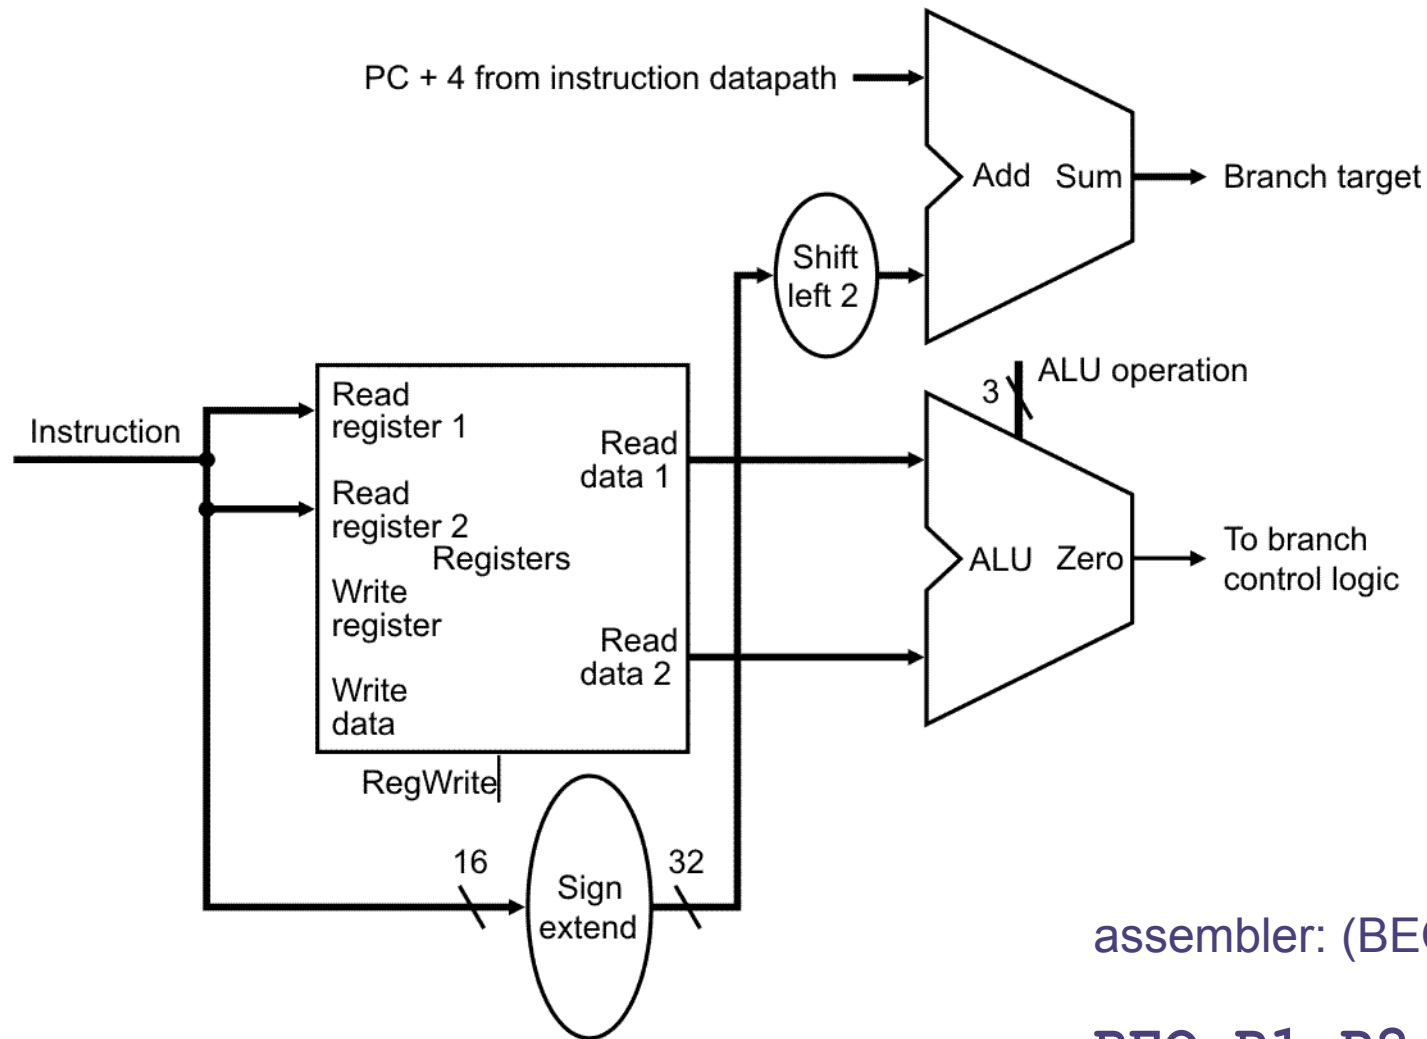 PC + 4 from instruction datapath
Add Sum
Branch target
Shift
left 2
ALU operation
3
Instruction
Read
register 1
Read
data 1
Read
register 2
Registers
ALU Zero
To branch
control logic
Write
register
Read
data 2
Write
data
RegWrite
16
32
Sign
extend
assembler: